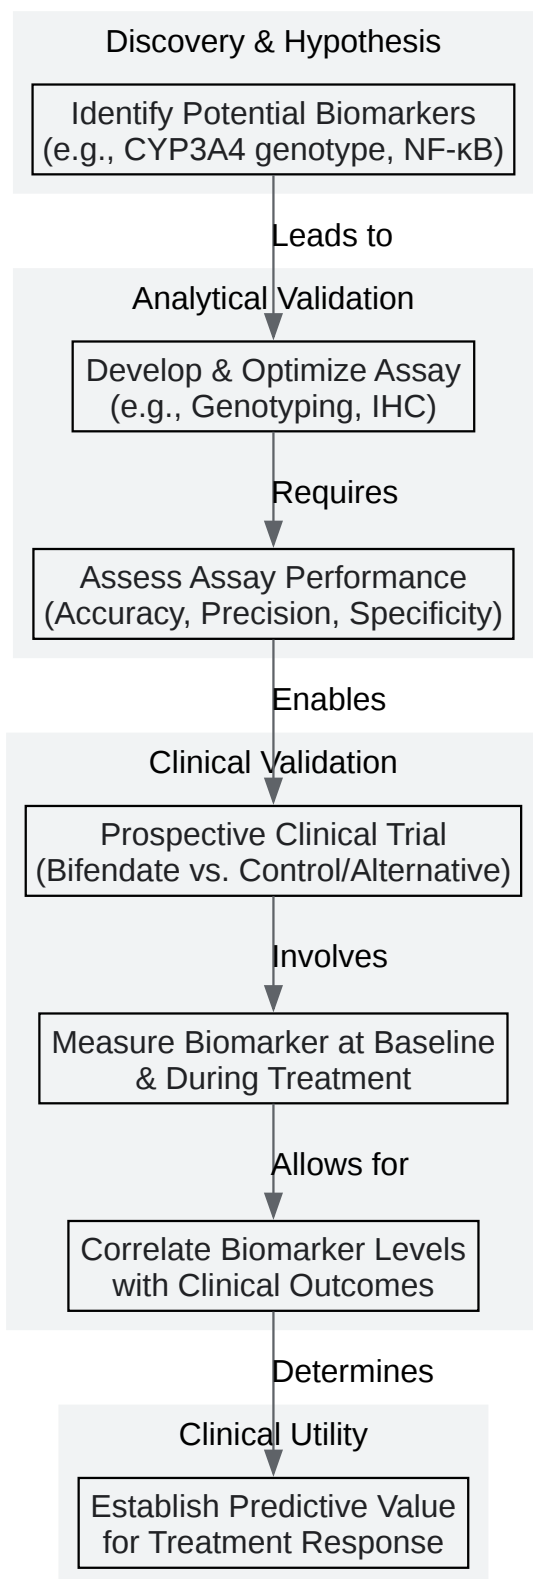 Discovery & Hypothesis
Identify Potential Biomarkers
(e.g., CYP3A4 genotype, NF-κB)
Leads to
Analytical Validation
Develop & Optimize Assay
(e.g., Genotyping, IHC)
Requires
Assess Assay Performance
(Accuracy, Precision, Specificity)
Enables
Clinical Validation
Prospective Clinical Trial
(Bifendate vs. Control/Alternative)
Involves
Measure Biomarker at Baseline
& During Treatment
Allows for
Correlate Biomarker Levels
with Clinical Outcomes
Determines
Clinical Utility
Establish Predictive Value
for Treatment Response